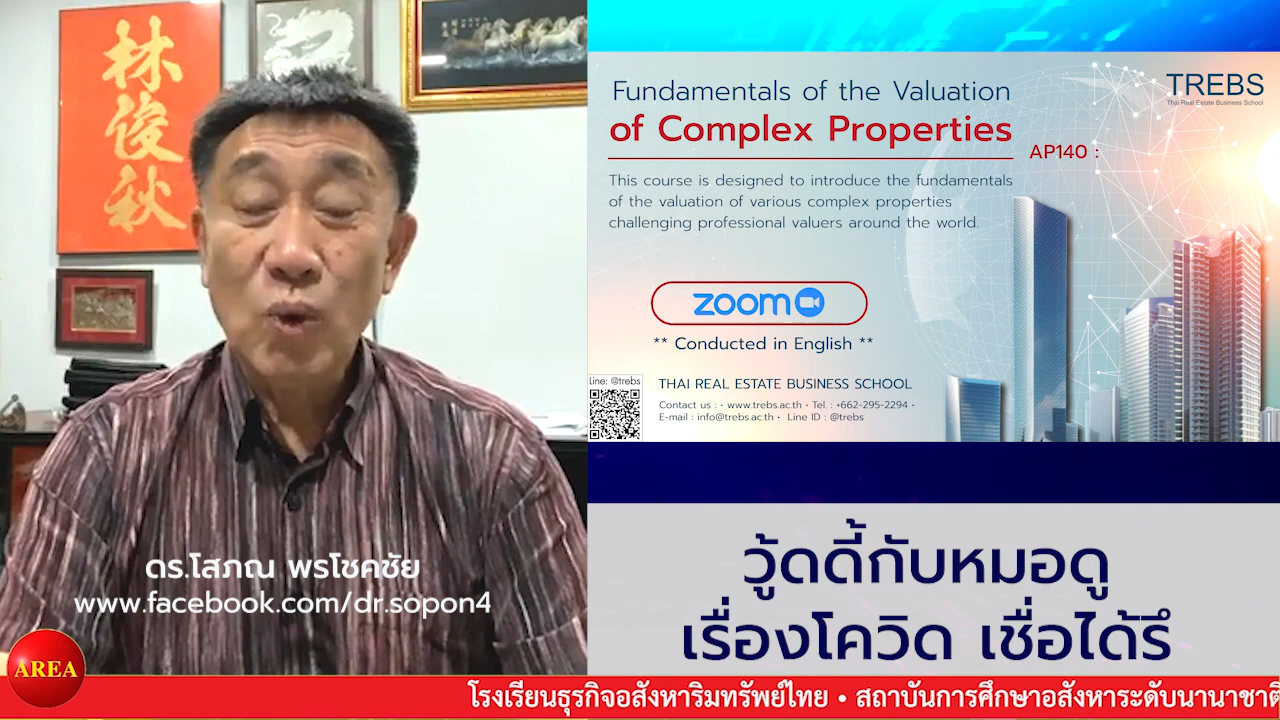 林
俊
秋
ดร.โสภณ พรโชคชัย
www.facebook.com/dr.sopon4
AREA
Fundamentals of the Valuation
of Complex Properties
AP140 :
TREBS
Thai Real Estate Business School
This course is designed to introduce the fundamentals
of the valuation of various complex properties
challenging professional valuers around the world.
zoom
** Conducted in English **
Line: @trebs
THAI REAL ESTATE BUSINESS SCHOOL
Contact us : • www.trebs.ac.th • Tel. : +662-295-2294 •
E-mail : info@trebs.ac.th • Line ID : @trebs
วู้ดดี้กับหมอดู
เรื่องโควิด เชื่อได้รึ
โรงเรียนธุรกิจอสังหาริมทรัพย์ไทย • สถาบันการศึกษาอสังหาระดับนานาชาติ